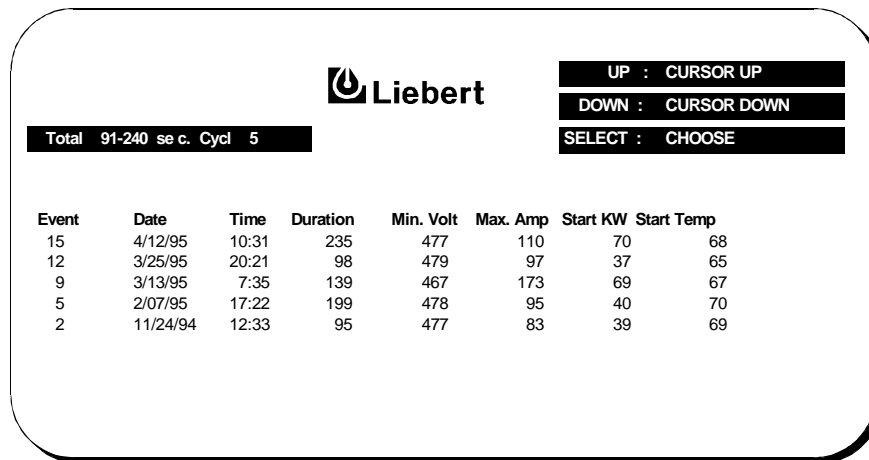 Liebert
UP : CURSOR UP
DOWN : CURSOR DOWN
SELECT : CHOOSE
Total 91-240 se c. Cycl 5
Event Date Time Duration Min. Volt Max. Amp Start KW Start Temp
15 4/12/95 10:31 235 477 110 70 68
12 3/25/95 20:21 98 479 97 37 65
9 3/13/95 7:35 139 467 173 69 67
5 2/07/95 17:22 199 478 95 40 70
2 11/24/94 12:33 95 477 83 39 69